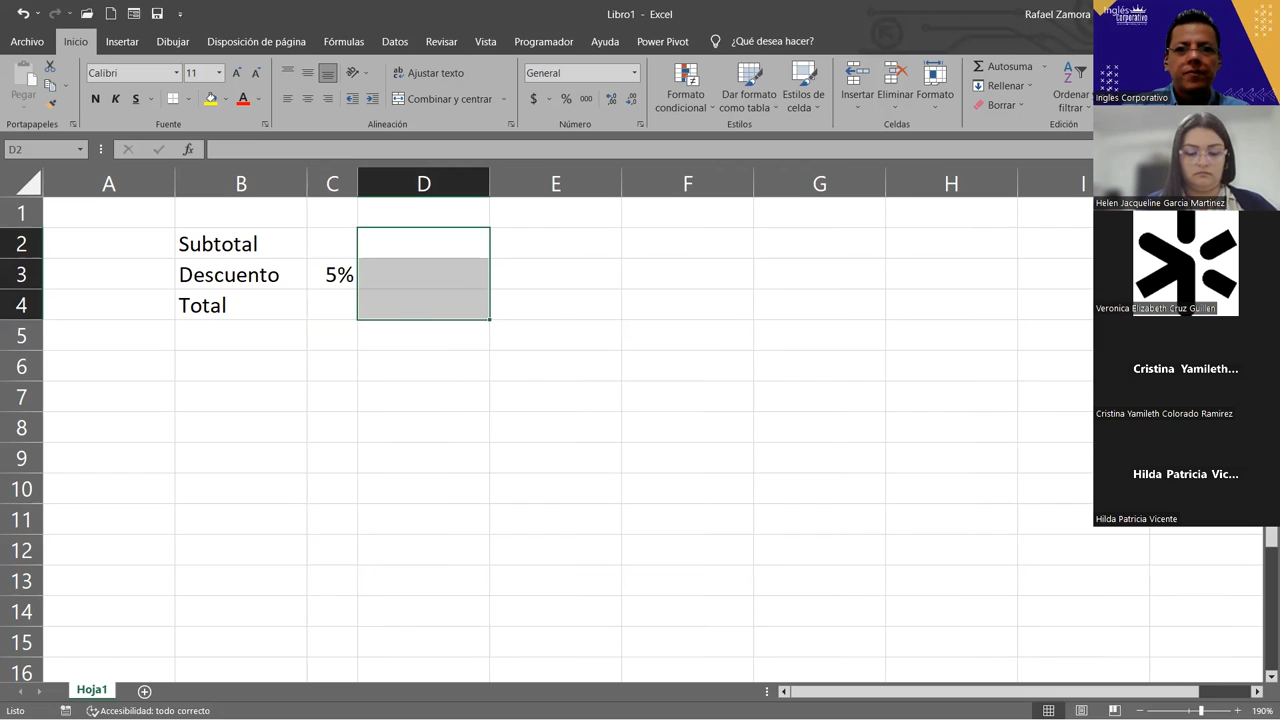 Libro1 - Excel
Rafael Zamora
Archivo Inicio Insertar Dibujar Disposición de página Fórmulas Datos Revisar Vista Programador Ayuda Power Pivot ¿Qué desea hacer?
Pegar
Calibri 11
N K S
Ajustar texto
Combinar y centrar
General
$ % 000
Formato condicional
Dar formato como tabla
Estilos de celda
Insertar Eliminar Formato
Autosuma
Rellenar
Borrar
Ordenar filtrar
Portapapeles Fuente Alineación Número Estilos Celdas Edición
D2 fx
A B C D E F G H I
1
2 Subtotal
3 Descuento 5%
4 Total
5
6
7
8
9
10
11
12
13
14
15
16
Hoja1
Listo Accesibilidad: todo correcto 190%
Inglés Corporativo
Ingles Corporativo
Helen Jacqueline Garcia Martinez
Veronica Elizabeth Cruz Guillen
Cristina Yamileth...
Cristina Yamileth Colorado Ramirez
Hilda Patricia Vic...
Hilda Patricia Vicente